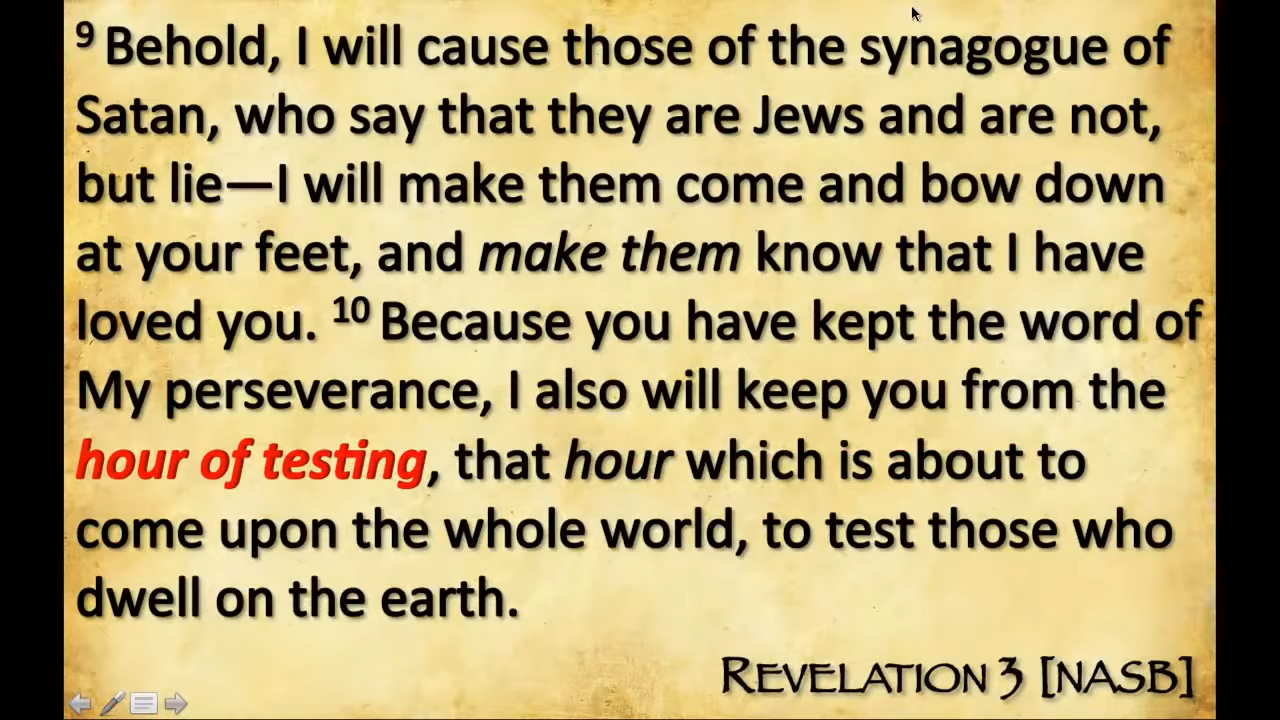 9 Behold, I will cause those of the synagogue of
Satan, who say that they are Jews and are not,
but lie—I will make them come and bow down
at your feet, and make them know that I have
loved you. 10 Because you have kept the word of
My perseverance, I also will keep you from the
hour of testing, that hour which is about to
come upon the whole world, to test those who
dwell on the earth.
REVELATION 3 [NASB]